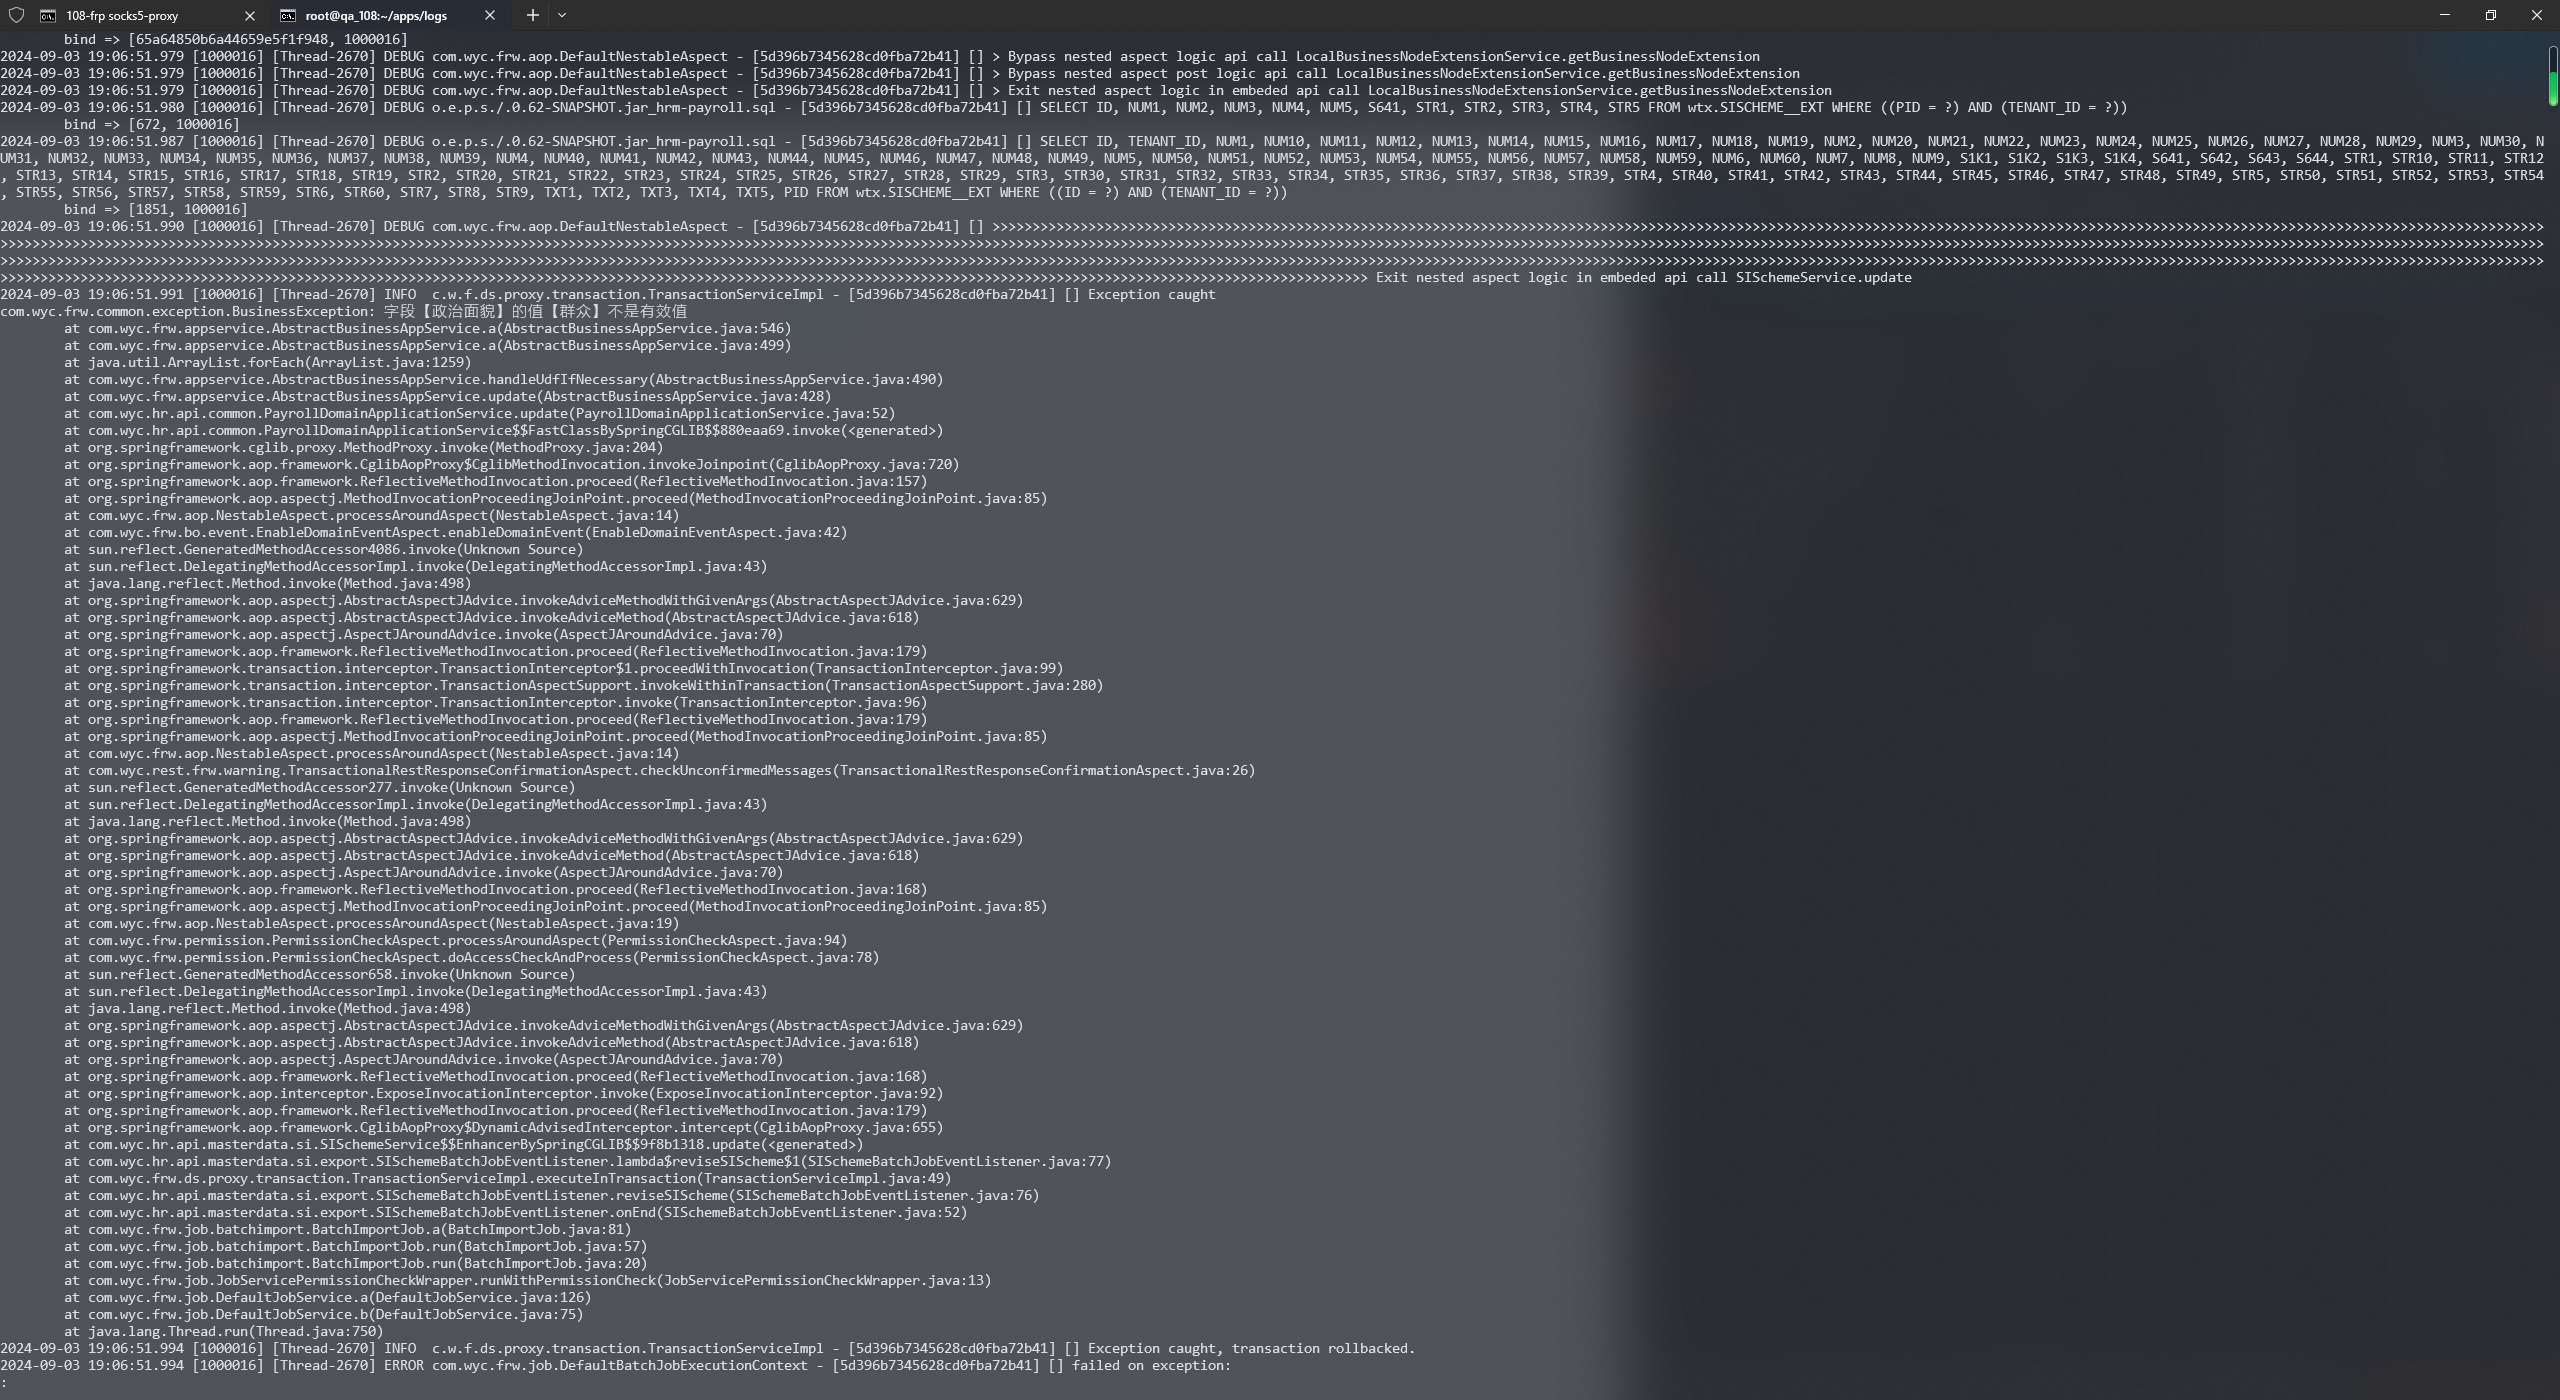 108-frp socks5-proxy
root@qa_108:~/apps/logs
bind => [65a64850b6a44659e5f1f948, 1000016]
2024-09-03 19:06:51.979 [1000016] [Thread-2670] DEBUG com.wyc.frw.aop.DefaultNestableAspect - [5d396b7345628cd0fba72b41] [] > Bypass nested aspect logic api call LocalBusinessNodeExtensionService.getBusinessNodeExtension
2024-09-03 19:06:51.979 [1000016] [Thread-2670] DEBUG com.wyc.frw.aop.DefaultNestableAspect - [5d396b7345628cd0fba72b41] [] > Bypass nested aspect post logic api call LocalBusinessNodeExtensionService.getBusinessNodeExtension
2024-09-03 19:06:51.979 [1000016] [Thread-2670] DEBUG com.wyc.frw.aop.DefaultNestableAspect - [5d396b7345628cd0fba72b41] [] > Exit nested aspect logic in embeded api call LocalBusinessNodeExtensionService.getBusinessNodeExtension
2024-09-03 19:06:51.980 [1000016] [Thread-2670] DEBUG o.e.p.s./.0.62-SNAPSHOT.jar_hrm-payroll.sql - [5d396b7345628cd0fba72b41] [] SELECT ID, NUM1, NUM2, NUM3, NUM4, NUM5, S641, STR1, STR2, STR3, STR4, STR5 FROM wtx.SISCHEME__EXT WHERE ((PID = ?) AND (TENANT_ID = ?))
bind => [672, 1000016]
2024-09-03 19:06:51.987 [1000016] [Thread-2670] DEBUG o.e.p.s./.0.62-SNAPSHOT.jar_hrm-payroll.sql - [5d396b7345628cd0fba72b41] [] SELECT ID, TENANT_ID, NUM1, NUM10, NUM11, NUM12, NUM13, NUM14, NUM15, NUM16, NUM17, NUM18, NUM19, NUM2, NUM20, NUM21, NUM22, NUM23, NUM24, NUM25, NUM26, NUM27, NUM28, NUM29, NUM3, NUM30, N
UM31, NUM32, NUM33, NUM34, NUM35, NUM36, NUM37, NUM38, NUM39, NUM4, NUM40, NUM41, NUM42, NUM43, NUM44, NUM45, NUM46, NUM47, NUM48, NUM49, NUM5, NUM50, NUM51, NUM52, NUM53, NUM54, NUM55, NUM56, NUM57, NUM58, NUM59, NUM6, NUM60, NUM7, NUM8, NUM9, S1K1, S1K2, S1K3, S1K4, S641, S642, S643, S644, STR1, STR10, STR11, STR12
, STR13, STR14, STR15, STR16, STR17, STR18, STR19, STR2, STR20, STR21, STR22, STR23, STR24, STR25, STR26, STR27, STR28, STR29, STR3, STR30, STR31, STR32, STR33, STR34, STR35, STR36, STR37, STR38, STR39, STR4, STR40, STR41, STR42, STR43, STR44, STR45, STR46, STR47, STR48, STR49, STR5, STR50, STR51, STR52, STR53, STR54
, STR55, STR56, STR57, STR58, STR59, STR6, STR60, STR7, STR8, STR9, TXT1, TXT2, TXT3, TXT4, TXT5, PID FROM wtx.SISCHEME__EXT WHERE ((ID = ?) AND (TENANT_ID = ?))
bind => [1851, 1000016]
2024-09-03 19:06:51.990 [1000016] [Thread-2670] DEBUG com.wyc.frw.aop.DefaultNestableAspect - [5d396b7345628cd0fba72b41] [] >>>>>>>>>>>>>>>>>>>>>>>>>>>>>>>>>>>>>>>>
>>>>>>>>>>>>>>>>>>>>>>>>>>>>>>>>>>>>>>>>
>>>>>>>>>>>>>>>>>>>>>>>>>>>>>>>>>>>>>>>>
>>>>>>>>>>>>>>>>>>>>>>>>>>>>>>>>>>>>>>>> Exit nested aspect logic in embeded api call SISchemeService.update
2024-09-03 19:06:51.991 [1000016] [Thread-2670] INFO  c.w.f.ds.proxy.transaction.TransactionServiceImpl - [5d396b7345628cd0fba72b41] [] Exception caught
com.wyc.frw.common.exception.BusinessException: 字段【政治面貌】的值【群众】不是有效值
at com.wyc.frw.appservice.AbstractBusinessAppService.a(AbstractBusinessAppService.java:546)
at com.wyc.frw.appservice.AbstractBusinessAppService.a(AbstractBusinessAppService.java:499)
at java.util.ArrayList.forEach(ArrayList.java:1259)
at com.wyc.frw.appservice.AbstractBusinessAppService.handleUdfIfNecessary(AbstractBusinessAppService.java:490)
at com.wyc.frw.appservice.AbstractBusinessAppService.update(AbstractBusinessAppService.java:428)
at com.wyc.hr.api.common.PayrollDomainApplicationService.update(PayrollDomainApplicationService.java:52)
at com.wyc.hr.api.common.PayrollDomainApplicationService$$FastClassBySpringCGLIB$$880eaa69.invoke(<generated>)
at org.springframework.cglib.proxy.MethodProxy.invoke(MethodProxy.java:204)
at org.springframework.aop.framework.CglibAopProxy$CglibMethodInvocation.invokeJoinpoint(CglibAopProxy.java:720)
at org.springframework.aop.framework.ReflectiveMethodInvocation.proceed(ReflectiveMethodInvocation.java:157)
at org.springframework.aop.aspectj.MethodInvocationProceedingJoinPoint.proceed(MethodInvocationProceedingJoinPoint.java:85)
at com.wyc.frw.aop.NestableAspect.processAroundAspect(NestableAspect.java:14)
at com.wyc.frw.bo.event.EnableDomainEventAspect.enableDomainEvent(EnableDomainEventAspect.java:42)
at sun.reflect.GeneratedMethodAccessor4086.invoke(Unknown Source)
at sun.reflect.DelegatingMethodAccessorImpl.invoke(DelegatingMethodAccessorImpl.java:43)
at java.lang.reflect.Method.invoke(Method.java:498)
at org.springframework.aop.aspectj.AbstractAspectJAdvice.invokeAdviceMethodWithGivenArgs(AbstractAspectJAdvice.java:629)
at org.springframework.aop.aspectj.AbstractAspectJAdvice.invokeAdviceMethod(AbstractAspectJAdvice.java:618)
at org.springframework.aop.aspectj.AspectJAroundAdvice.invoke(AspectJAroundAdvice.java:70)
at org.springframework.aop.framework.ReflectiveMethodInvocation.proceed(ReflectiveMethodInvocation.java:179)
at org.springframework.transaction.interceptor.TransactionInterceptor$1.proceedWithInvocation(TransactionInterceptor.java:99)
at org.springframework.transaction.interceptor.TransactionAspectSupport.invokeWithinTransaction(TransactionAspectSupport.java:280)
at org.springframework.transaction.interceptor.TransactionInterceptor.invoke(TransactionInterceptor.java:96)
at org.springframework.aop.framework.ReflectiveMethodInvocation.proceed(ReflectiveMethodInvocation.java:179)
at org.springframework.aop.aspectj.MethodInvocationProceedingJoinPoint.proceed(MethodInvocationProceedingJoinPoint.java:85)
at com.wyc.frw.aop.NestableAspect.processAroundAspect(NestableAspect.java:14)
at com.wyc.rest.frw.warning.TransactionalRestResponseConfirmationAspect.checkUnconfirmedMessages(TransactionalRestResponseConfirmationAspect.java:26)
at sun.reflect.GeneratedMethodAccessor277.invoke(Unknown Source)
at sun.reflect.DelegatingMethodAccessorImpl.invoke(DelegatingMethodAccessorImpl.java:43)
at java.lang.reflect.Method.invoke(Method.java:498)
at org.springframework.aop.aspectj.AbstractAspectJAdvice.invokeAdviceMethodWithGivenArgs(AbstractAspectJAdvice.java:629)
at org.springframework.aop.aspectj.AbstractAspectJAdvice.invokeAdviceMethod(AbstractAspectJAdvice.java:618)
at org.springframework.aop.aspectj.AspectJAroundAdvice.invoke(AspectJAroundAdvice.java:70)
at org.springframework.aop.framework.ReflectiveMethodInvocation.proceed(ReflectiveMethodInvocation.java:168)
at org.springframework.aop.aspectj.MethodInvocationProceedingJoinPoint.proceed(MethodInvocationProceedingJoinPoint.java:85)
at com.wyc.frw.aop.NestableAspect.processAroundAspect(NestableAspect.java:19)
at com.wyc.frw.permission.PermissionCheckAspect.processAroundAspect(PermissionCheckAspect.java:94)
at com.wyc.frw.permission.PermissionCheckAspect.doAccessCheckAndProcess(PermissionCheckAspect.java:78)
at sun.reflect.GeneratedMethodAccessor658.invoke(Unknown Source)
at sun.reflect.DelegatingMethodAccessorImpl.invoke(DelegatingMethodAccessorImpl.java:43)
at java.lang.reflect.Method.invoke(Method.java:498)
at org.springframework.aop.aspectj.AbstractAspectJAdvice.invokeAdviceMethodWithGivenArgs(AbstractAspectJAdvice.java:629)
at org.springframework.aop.aspectj.AbstractAspectJAdvice.invokeAdviceMethod(AbstractAspectJAdvice.java:618)
at org.springframework.aop.aspectj.AspectJAroundAdvice.invoke(AspectJAroundAdvice.java:70)
at org.springframework.aop.framework.ReflectiveMethodInvocation.proceed(ReflectiveMethodInvocation.java:168)
at org.springframework.aop.interceptor.ExposeInvocationInterceptor.invoke(ExposeInvocationInterceptor.java:92)
at org.springframework.aop.framework.ReflectiveMethodInvocation.proceed(ReflectiveMethodInvocation.java:179)
at org.springframework.aop.framework.CglibAopProxy$DynamicAdvisedInterceptor.intercept(CglibAopProxy.java:655)
at com.wyc.hr.api.masterdata.si.SISchemeService$$EnhancerBySpringCGLIB$$9f8b1318.update(<generated>)
at com.wyc.hr.api.masterdata.si.export.SISchemeBatchJobEventListener.lambda$reviseSIScheme$1(SISchemeBatchJobEventListener.java:77)
at com.wyc.frw.ds.proxy.transaction.TransactionServiceImpl.executeInTransaction(TransactionServiceImpl.java:49)
at com.wyc.hr.api.masterdata.si.export.SISchemeBatchJobEventListener.reviseSIScheme(SISchemeBatchJobEventListener.java:76)
at com.wyc.hr.api.masterdata.si.export.SISchemeBatchJobEventListener.onEnd(SISchemeBatchJobEventListener.java:52)
at com.wyc.frw.job.batchimport.BatchImportJob.a(BatchImportJob.java:81)
at com.wyc.frw.job.batchimport.BatchImportJob.run(BatchImportJob.java:57)
at com.wyc.frw.job.batchimport.BatchImportJob.run(BatchImportJob.java:20)
at com.wyc.frw.job.JobServicePermissionCheckWrapper.runWithPermissionCheck(JobServicePermissionCheckWrapper.java:13)
at com.wyc.frw.job.DefaultJobService.a(DefaultJobService.java:126)
at com.wyc.frw.job.DefaultJobService.b(DefaultJobService.java:75)
at java.lang.Thread.run(Thread.java:750)
2024-09-03 19:06:51.994 [1000016] [Thread-2670] INFO  c.w.f.ds.proxy.transaction.TransactionServiceImpl - [5d396b7345628cd0fba72b41] [] Exception caught, transaction rollbacked.
2024-09-03 19:06:51.994 [1000016] [Thread-2670] ERROR com.wyc.frw.job.DefaultBatchJobExecutionContext - [5d396b7345628cd0fba72b41] [] failed on exception:
: